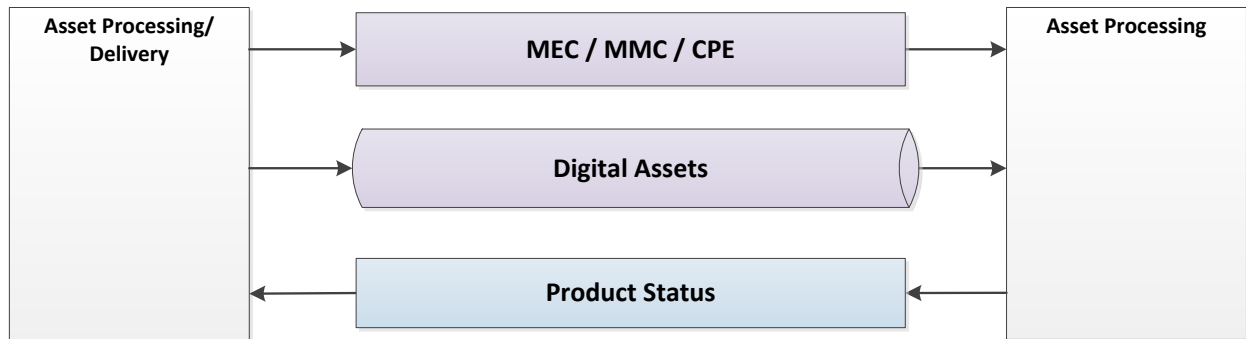 Asset Processing/
Delivery
MEC / MMC / CPE
Asset Processing
Digital Assets
Product Status